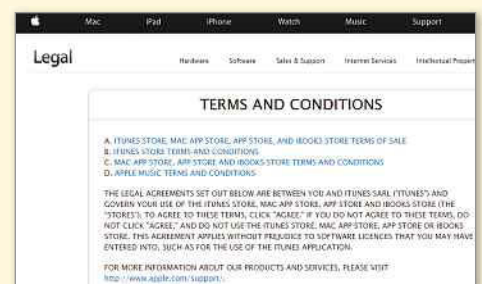 Mac iPad iPhone Watch Music Support
Legal
Hardware Software Sales & Support Internet Services Intellectual Propert
TERMS AND CONDITIONS
A. ITUNES STORE, MAC APP STORE, APP STORE, AND IBOOKS STORE TERMS OF SALE
B. ITUNES STORE TERMS AND CONDITIONS
C. MAC APP STORE, APP STORE AND IBOOKS STORE TERMS AND CONDITIONS
D. APPLE MUSIC TERMS AND CONDITIONS
THE LEGAL AGREEMENTS SET OUT BELOW ARE BETWEEN YOU AND ITUNES SARL ("ITUNES") AND
GOVERN YOUR USE OF THE ITUNES STORE, MAC APP STORE, APP STORE AND IBOOKS STORE (THE
"STORES"). TO AGREE TO THESE TERMS, CLICK "AGREE." IF YOU DO NOT AGREE TO THESE TERMS, DO
NOT CLICK "AGREE," AND DO NOT USE THE ITUNES STORE, MAC APP STORE, APP STORE OR IBOOKS
STORE. THIS AGREEMENT APPLIES WITHOUT PREJUDICE TO SOFTWARE LICENCES THAT YOU MAY HAVE
ENTERED INTO, SUCH AS FOR THE USE OF THE ITUNES APPLICATION.
FOR MORE INFORMATION ABOUT OUR PRODUCTS AND SERVICES, PLEASE VISIT
http://www.apple.com/support/.